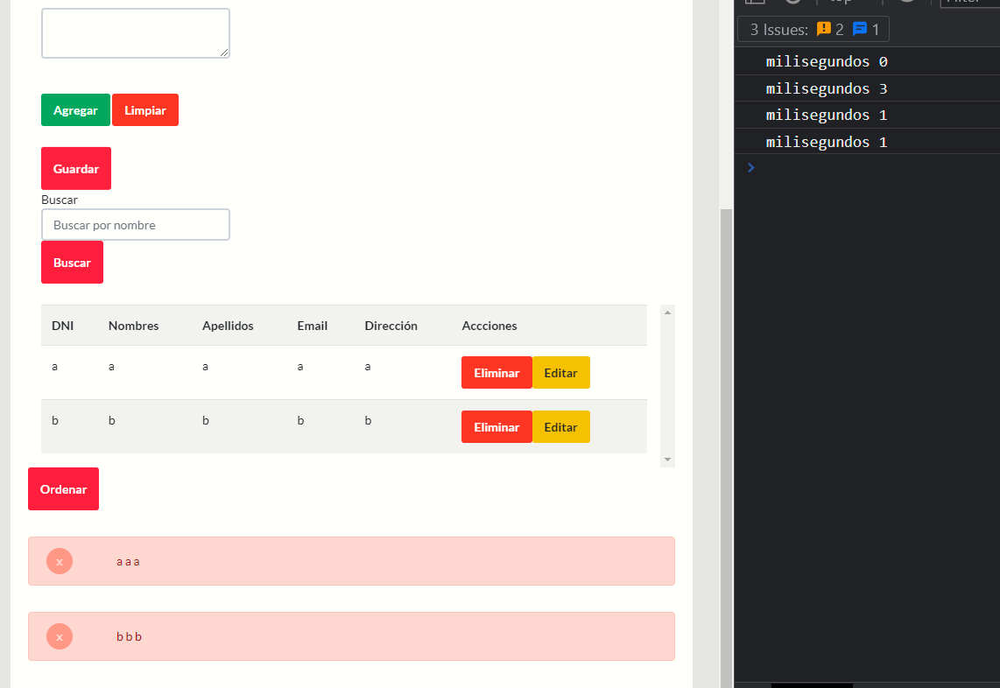 Agregar Limpiar
Guardar
Buscar
Buscar por nombre
Buscar
DNI Nombres Apellidos Email Dirección Accciones
a a a a a Eliminar Editar
b b b b b Eliminar Editar
Ordenar
x a a a
x b b b
3 Issues: 2 1
milisegundos 0
milisegundos 3
milisegundos 1
milisegundos 1